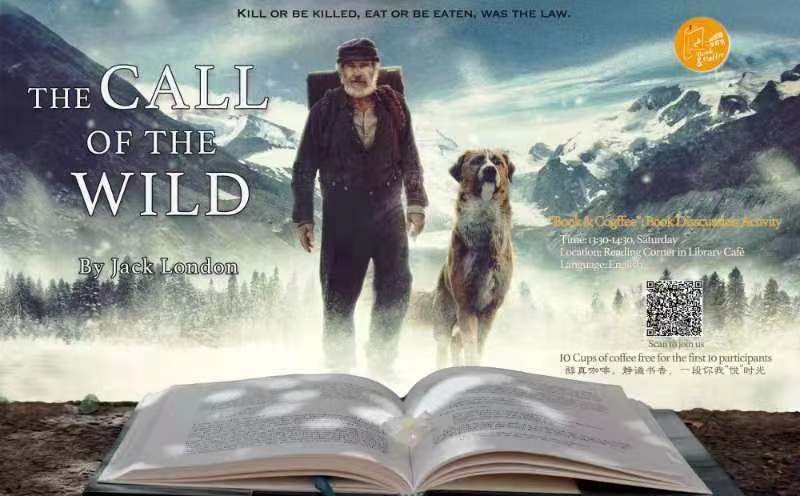 KILL OR BE KILLED, EAT OR BE EATEN, WAS THE LAW.
THE CALL
OF THE
WILD
By Jack London
Book
& Coffee
"Book & Cogffee": Book Disscussion Activity
Time: 13:30-14:30, Saturday
Location: Reading Corner in Library Café
Language: English
Scan to join us
10 Cups of coffee free for the first 10 participants
醇真咖啡，静谧书香，一段你我"悦"时光